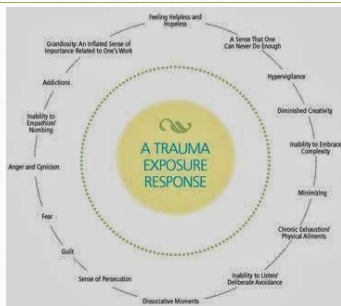 Feeling Helpless and
Hopeless
A Sense That One
Can Never Do Enough
Hypervigilance
Diminished Creativity
Inability to Embrace
Complexity
Minimizing
Chronic Exhaustion/
Physical Ailments
Inability to Listen/
Deliberate Avoidance
Dissociative Moments
Sense of Persecution
Guilt
Fear
Anger and Cynicism
Inability to
Empathize/
Numbing
Addictions
Grandiosity: An Inflated Sense of
Importance Related to One's Work
A TRAUMA
EXPOSURE
RESPONSE